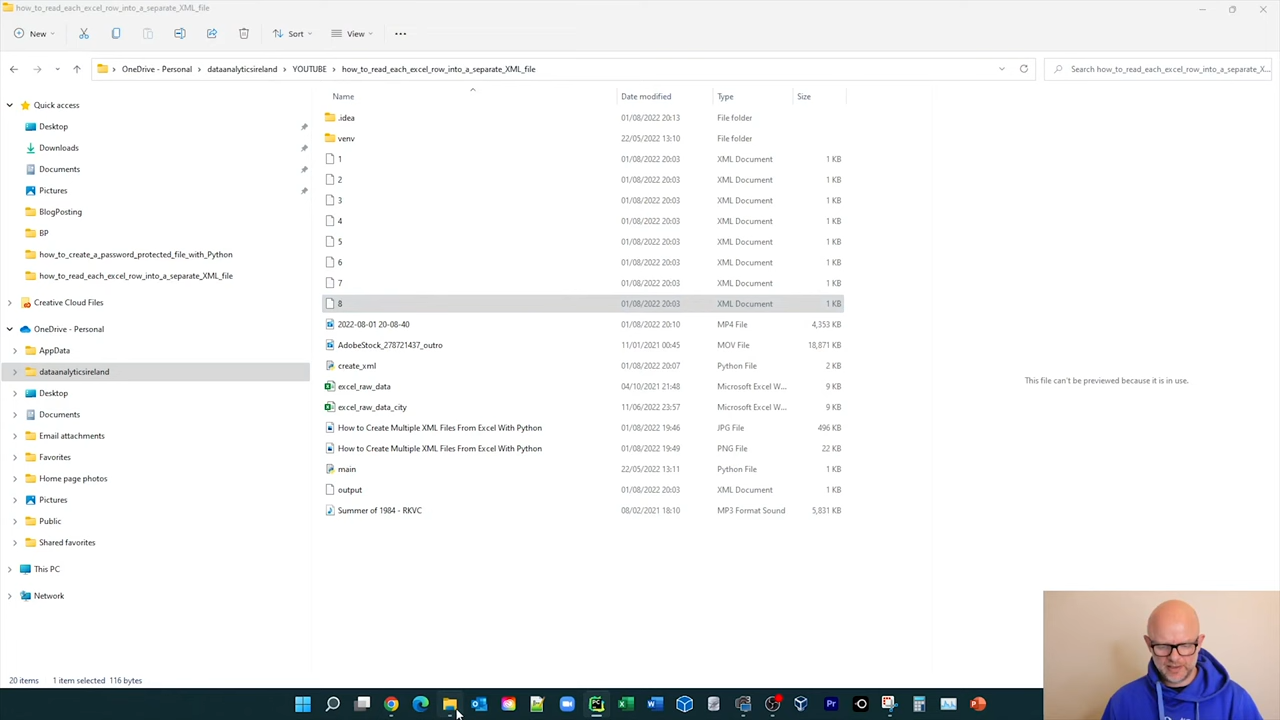 how_to_read_each_excel_row_into_a_separate_XML_file
New
Sort
View
OneDrive - Personal
dataanalyticsireland
YOUTUBE
how_to_read_each_excel_row_into_a_separate_XML_file
Search how_to_read_each_excel_row_into_a_separate_X...
Quick access
Desktop
Downloads
Documents
Pictures
BlogPosting
BP
how_to_create_a_password_protected_file_with_Python
how_to_read_each_excel_row_into_a_separate_XML_file
Creative Cloud Files
OneDrive - Personal
AppData
dataanalyticsireland
Desktop
Documents
Email attachments
Favorites
Home page photos
Pictures
Public
Shared favorites
This PC
Network
Name Date modified Type Size
.idea 01/08/2022 20:13 File folder
venv 22/05/2022 13:10 File folder
1 01/08/2022 20:03 XML Document 1 KB
2 01/08/2022 20:03 XML Document 1 KB
3 01/08/2022 20:03 XML Document 1 KB
4 01/08/2022 20:03 XML Document 1 KB
5 01/08/2022 20:03 XML Document 1 KB
6 01/08/2022 20:03 XML Document 1 KB
7 01/08/2022 20:03 XML Document 1 KB
8 01/08/2022 20:03 XML Document 1 KB
2022-08-01 20-08-40 01/08/2022 20:10 MP4 File 4,353 KB
AdobeStock_278721437_outro 11/01/2021 00:45 MOV File 18,871 KB
create_xml 01/08/2022 20:07 Python File 2 KB
excel_raw_data 04/10/2021 21:48 Microsoft Excel W... 9 KB
excel_raw_data_city 11/06/2022 23:57 Microsoft Excel W... 9 KB
How to Create Multiple XML Files From Excel With Python 01/08/2022 19:46 JPG File 496 KB
How to Create Multiple XML Files From Excel With Python 01/08/2022 19:49 PNG File 22 KB
main 22/05/2022 13:11 Python File 1 KB
output 01/08/2022 20:03 XML Document 1 KB
Summer of 1984 - RKVC 08/02/2021 18:10 MP3 Format Sound 5,831 KB
This file can't be previewed because it is in use.
20 items 1 item selected 116 bytes